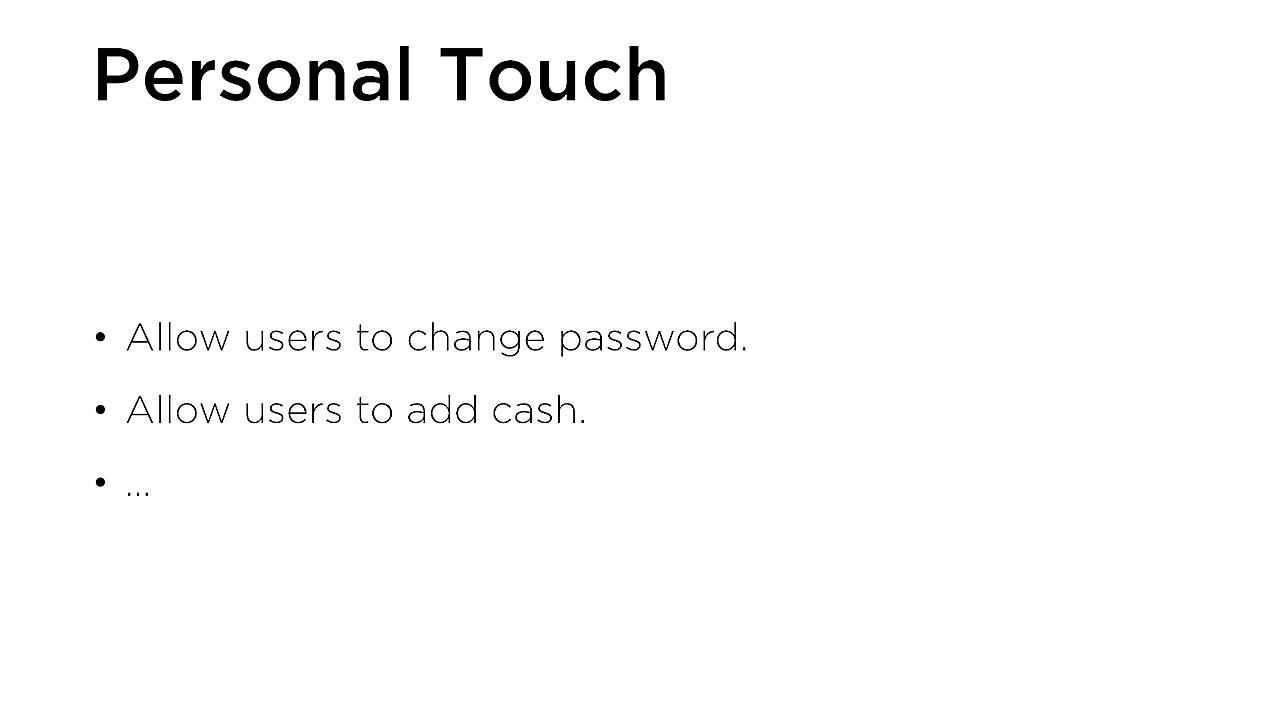 Personal Touch
• Allow users to change password.
• Allow users to add cash.
• ...